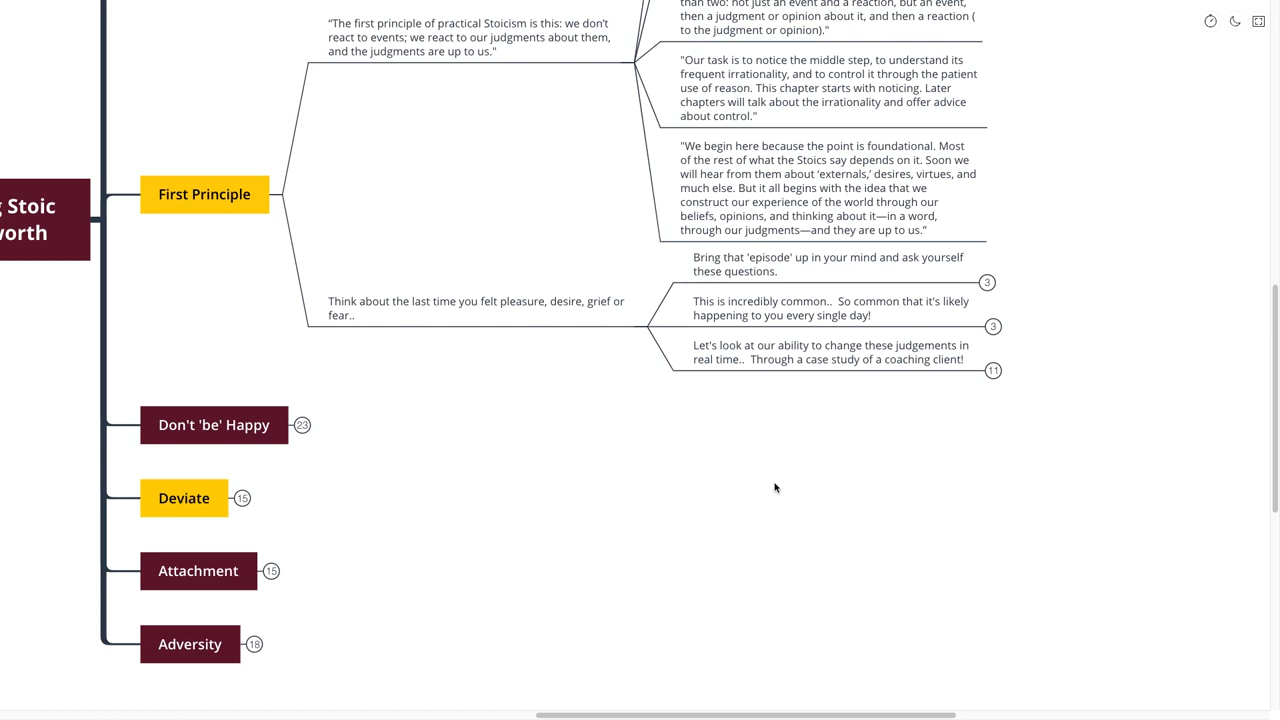 than two: not just an event and a reaction, but an event,
then a judgment or opinion about it, and then a reaction (
to the judgment or opinion)."
“The first principle of practical Stoicism is this: we don’t
react to events; we react to our judgments about them,
and the judgments are up to us."
"Our task is to notice the middle step, to understand its
frequent irrationality, and to control it through the patient
use of reason. This chapter starts with noticing. Later
chapters will talk about the irrationality and offer advice
about control."
"We begin here because the point is foundational. Most
of the rest of what the Stoics say depends on it. Soon we
will hear from them about ‘externals,’ desires, virtues, and
much else. But it all begins with the idea that we
construct our experience of the world through our
beliefs, opinions, and thinking about it—in a word,
through our judgments—and they are up to us.”
First Principle
g Stoic
worth
Bring that 'episode' up in your mind and ask yourself
these questions.
3
Think about the last time you felt pleasure, desire, grief or
fear..
This is incredibly common..  So common that it's likely
happening to you every single day!
3
Let's look at our ability to change these judgements in
real time..  Through a case study of a coaching client!
11
Don't 'be' Happy
23
Deviate
15
Attachment
15
Adversity
18